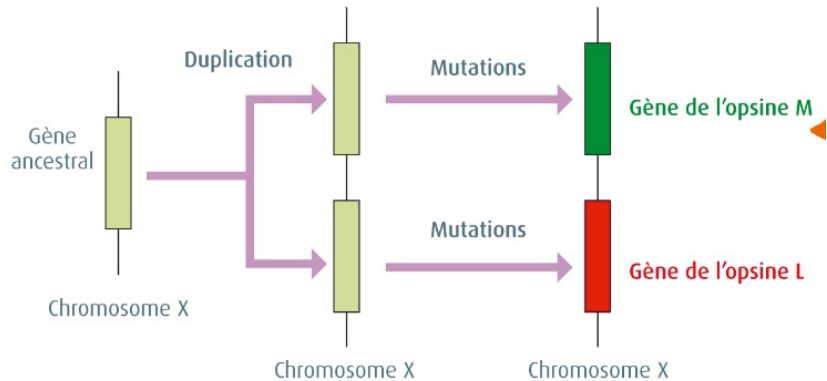 Duplication
Mutations
Gène
ancestral
Gène de l'opsine M
Mutations
Gène de l'opsine L
Chromosome X
Chromosome X
Chromosome X